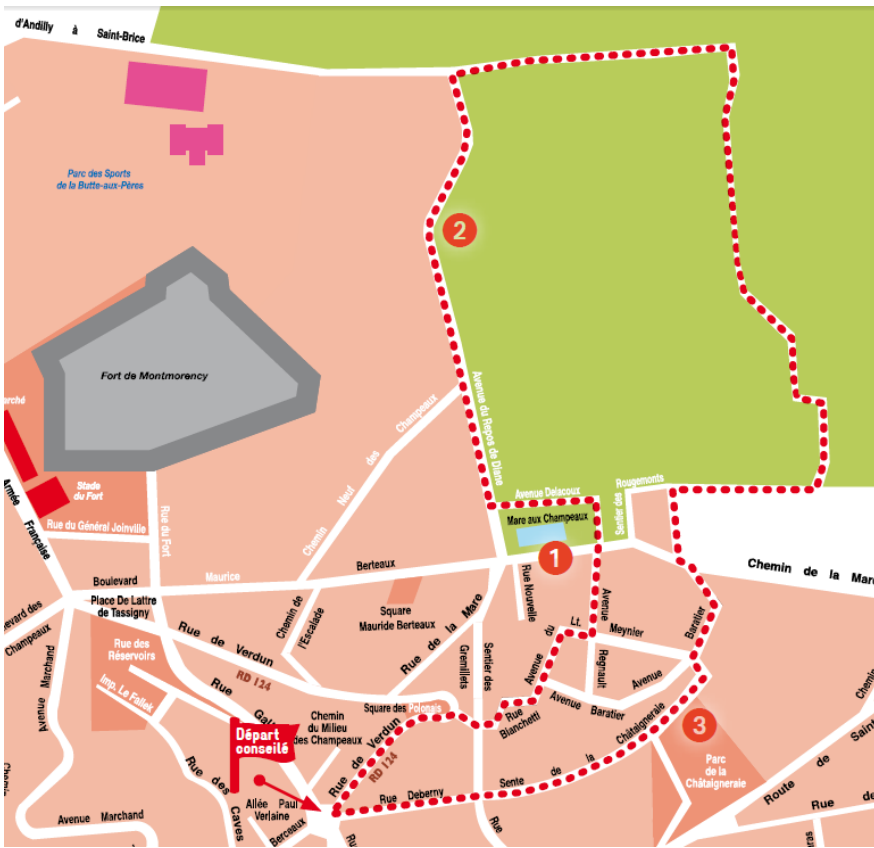 d'Andilly à Saint-Brice
Parc des Sports
de la Butte-aux-Pères
2
Fort de Montmorency
Avenue du Repos de Diane
Chemin Neuf des Champeaux
Stade
du Fort
Armée Française
Rue du Général Joinville
Rue du Fort
Avenue Delacoux
Mare aux Champeaux
Sentier des Rougemonts
1
Chemin de la Mare
Boulevard Maurice Berteaux
Place De Lattre
de Tassigny
Champeaux
Avenue Marchand
Rue des
Réservoirs
Imp. Le Fallek
Rue de Verdun
RD 124
Chemin de
l'Escalade
Square
Mauride Berteaux
Rue de la Mare
Rue Nouvelle
Sentier des
Gremillets
Avenue du Lt. Meynier
Avenue
Regnault
Avenue Baratier
Avenue
Baratier
Rue
Bianchetti
Square des Polonais
Chemin
du Milieu
des Champeaux
Rue
Départ
conseilé
Rue de Verdun
RD 124
Rue Deberny
Sente de la Châtaigneraie
3
Parc
de la
Châtaigneraie
Route de Saint
Rue de
Rue des Caves
Allée Paul
Verlaine
Berceaux
Avenue Marchand
Rue